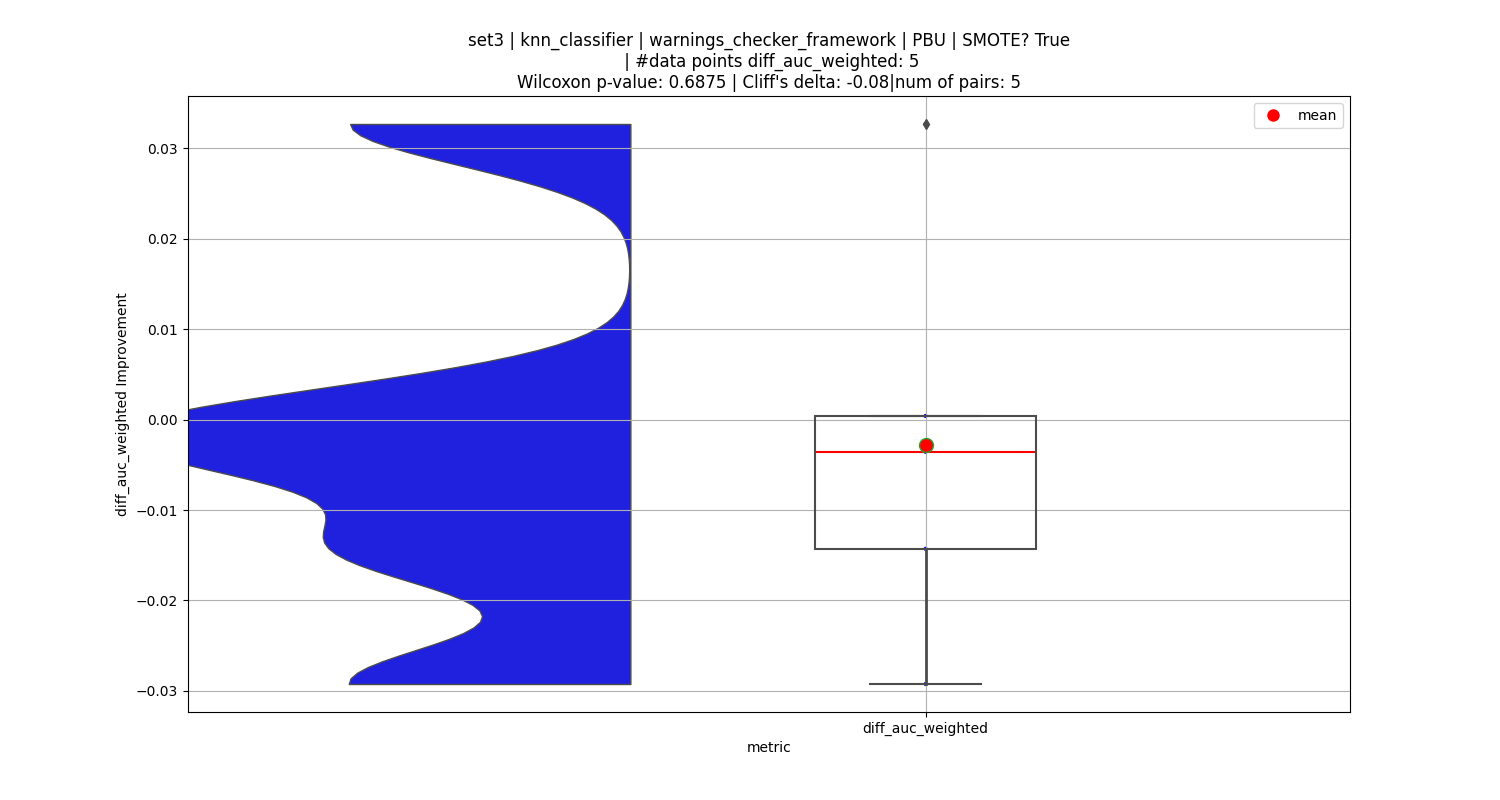 set3 | knn_classifier | warnings_checker_framework | PBU | SMOTE? True
| #data points diff_auc_weighted: 5
Wilcoxon p-value: 0.6875 | Cliff's delta: -0.08|num of pairs: 5
mean
0.03
0.02
0.01
0.00
−0.01
−0.02
−0.03
diff_auc_weighted Improvement
diff_auc_weighted
metric